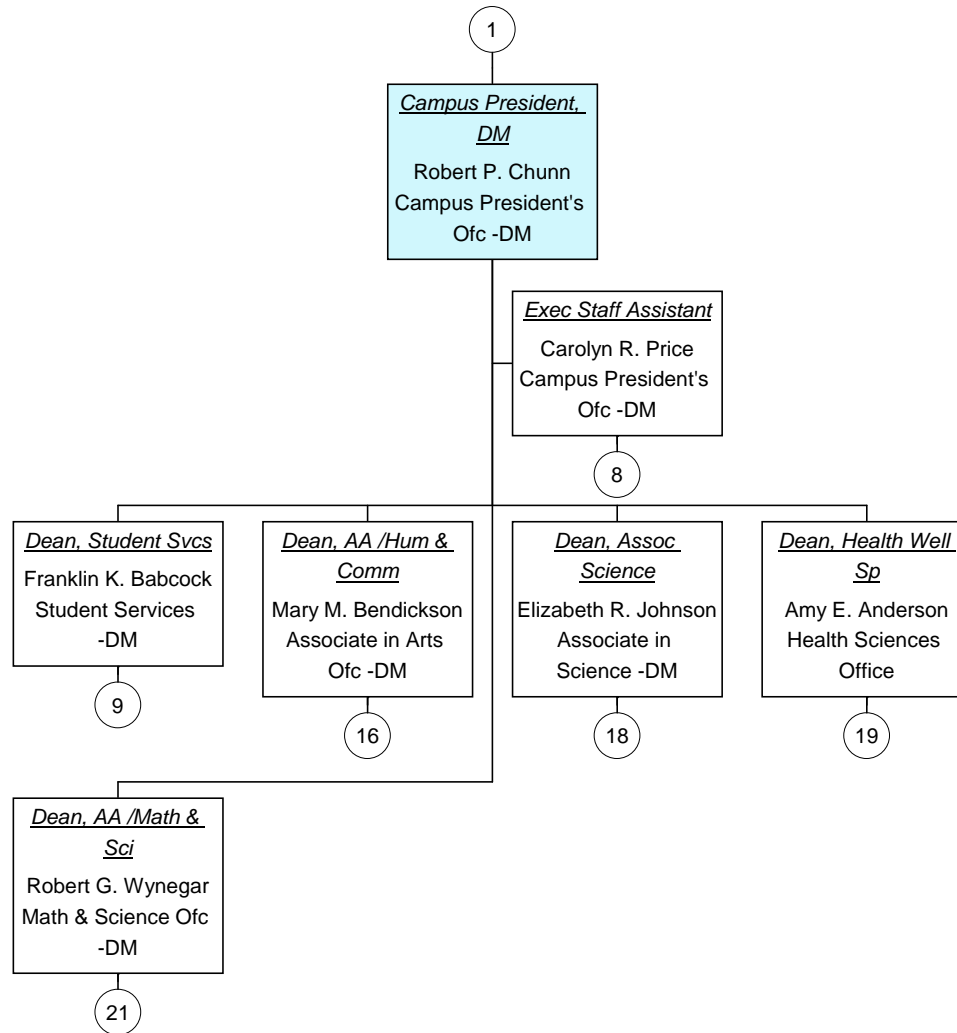 1
Campus President,
DM
Robert P. Chunn
Campus President's
Ofc -DM
Exec Staff Assistant
Carolyn R. Price
Campus President's
Ofc -DM
8
Dean, Student Svcs
Franklin K. Babcock
Student Services
-DM
9
Dean, AA /Hum &
Comm
Mary M. Bendickson
Associate in Arts
Ofc -DM
16
Dean, Assoc
Science
Elizabeth R. Johnson
Associate in
Science -DM
18
Dean, Health Well
Sp
Amy E. Anderson
Health Sciences
Office
19
Dean, AA /Math &
Sci
Robert G. Wynegar
Math & Science Ofc
-DM
21